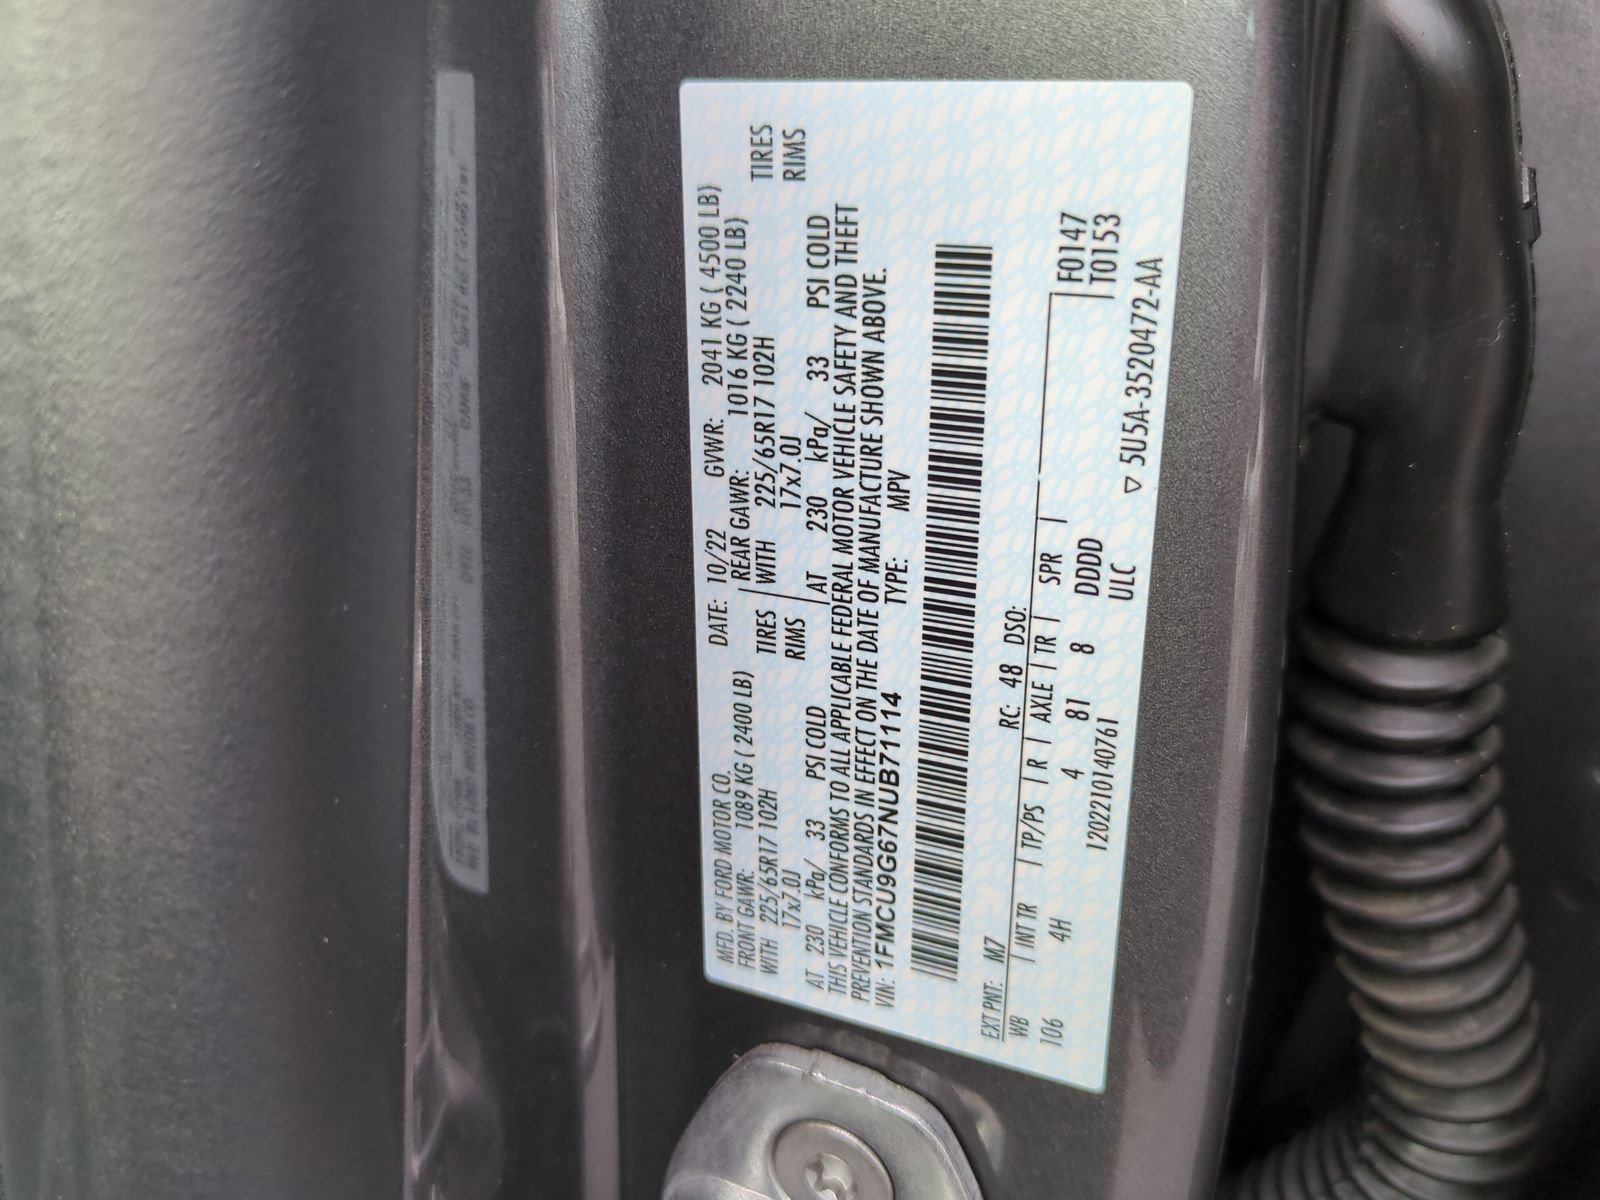 MFD. BY FORD MOTOR CO. DATE: 10/22 GVWR: 2041 KG ( 4500 LB)
FRONT GAWR: 1089 KG ( 2400 LB) REAR GAWR: 1016 KG ( 2240 LB)
WITH 225/65R17 102H TIRES WITH 225/65R17 102H TIRES
17x7.0J RIMS 17x7.0J RIMS
AT 230 kPa/ 33 PSI COLD AT 230 kPa/ 33 PSI COLD
THIS VEHICLE CONFORMS TO ALL APPLICABLE FEDERAL MOTOR VEHICLE SAFETY AND THEFT
PREVENTION STANDARDS IN EFFECT ON THE DATE OF MANUFACTURE SHOWN ABOVE.
VIN: 1FMCU9G67NUB71114 TYPE: MPV
EXT PNT: M7 RC: 48 DSO:
WB INT TR TP/PS R AXLE TR SPR F0147
106 4H 4 81 8 DDDD T0153
1202210140761 ULC
5U5A-3520472-AA